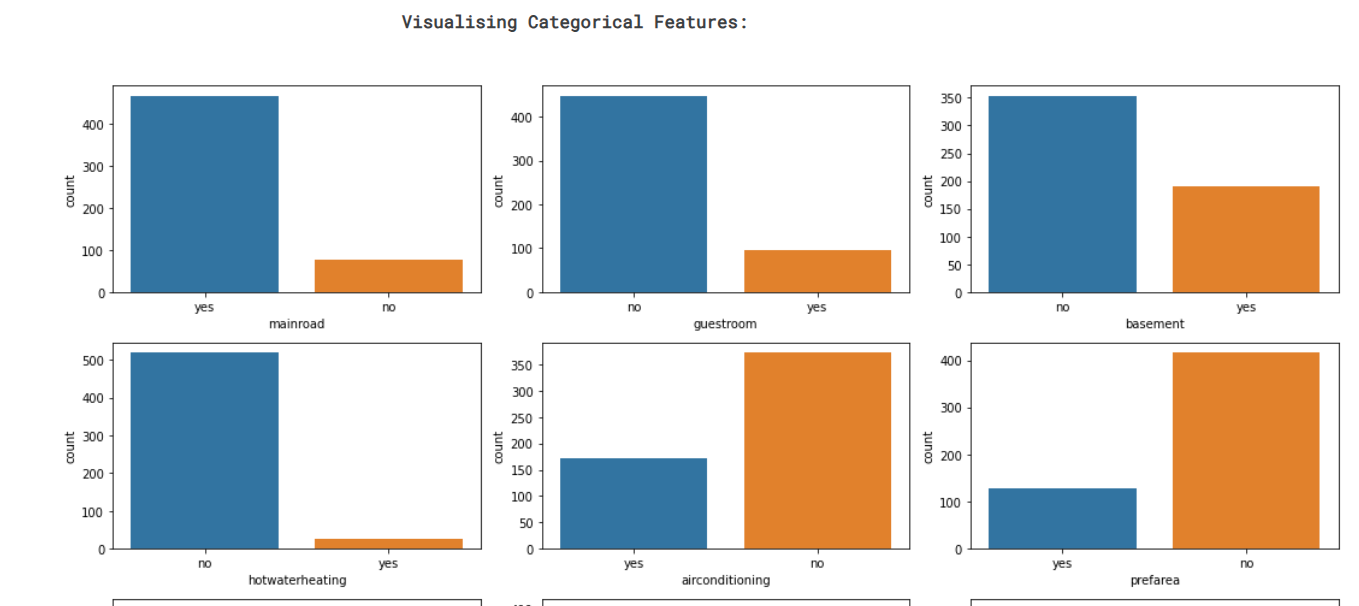 Visualising Categorical Features:
400
300
200
100
0
count
yes no
mainroad
400
300
200
100
0
count
no yes
guestroom
350
300
250
200
150
100
50
0
count
no yes
basement
500
400
300
200
100
0
count
no yes
hotwaterheating
350
300
250
200
150
100
50
0
count
yes no
airconditioning
400
300
200
100
0
count
yes no
prefarea